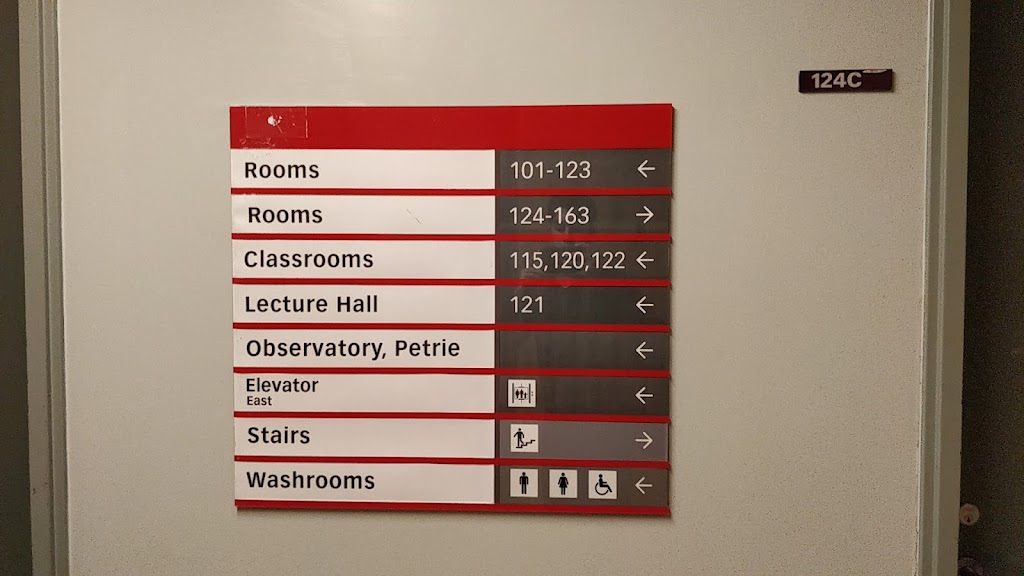 124C
Rooms 101-123 ←
Rooms 124-163 →
Classrooms 115,120,122 ←
Lecture Hall 121 ←
Observatory, Petrie ←
Elevator ←
East
Stairs →
Washrooms ←